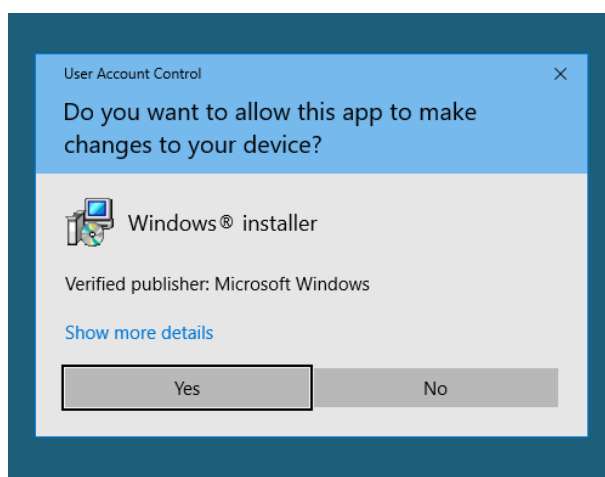 User Account Control
Do you want to allow this app to make
changes to your device?
Windows® installer
Verified publisher: Microsoft Windows
Show more details
Yes
No